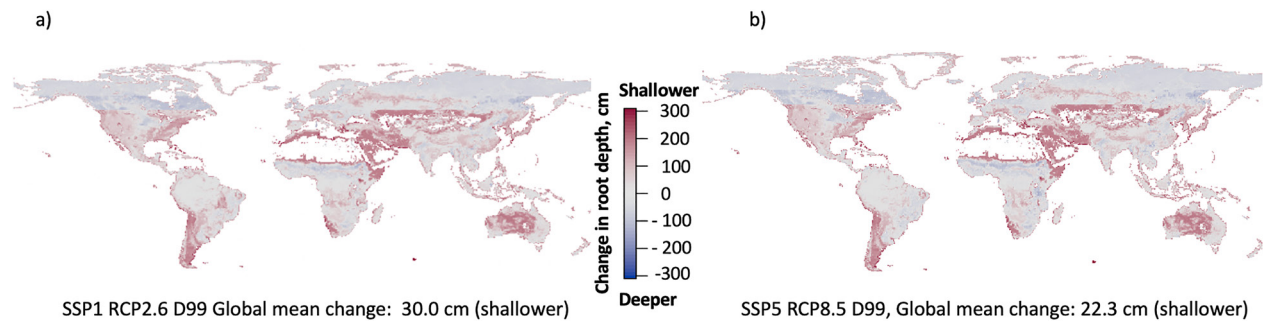 a)
b)
Shallower
300
200
100
0
- 100
- 200
-300
Change in root depth, cm
Deeper
SSP1 RCP2.6 D99 Global mean change:  30.0 cm (shallower)
SSP5 RCP8.5 D99, Global mean change: 22.3 cm (shallower)